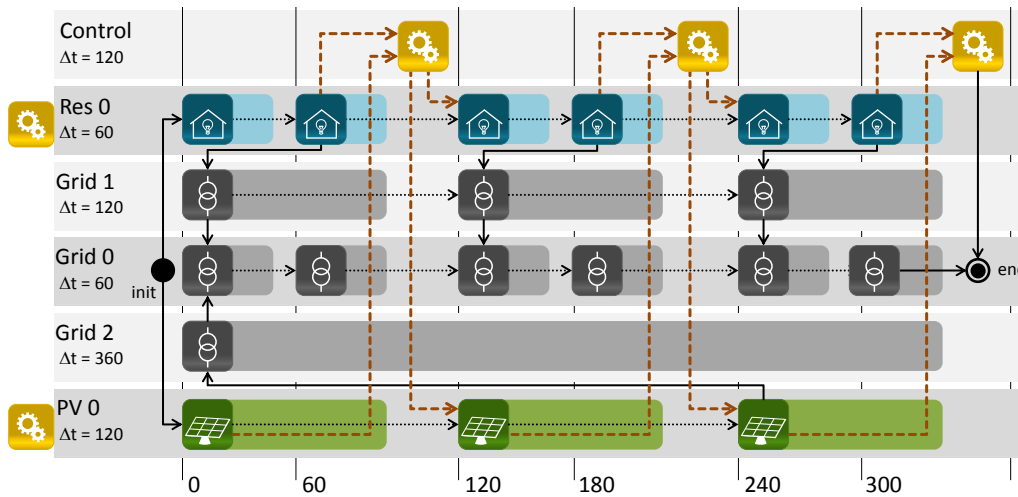 Control
Δt = 120
Res 0
Δt = 60
Grid 1
Δt = 120
Grid 0
Δt = 60
init
end
Grid 2
Δt = 360
PV 0
Δt = 120
0 60 120 180 240 300